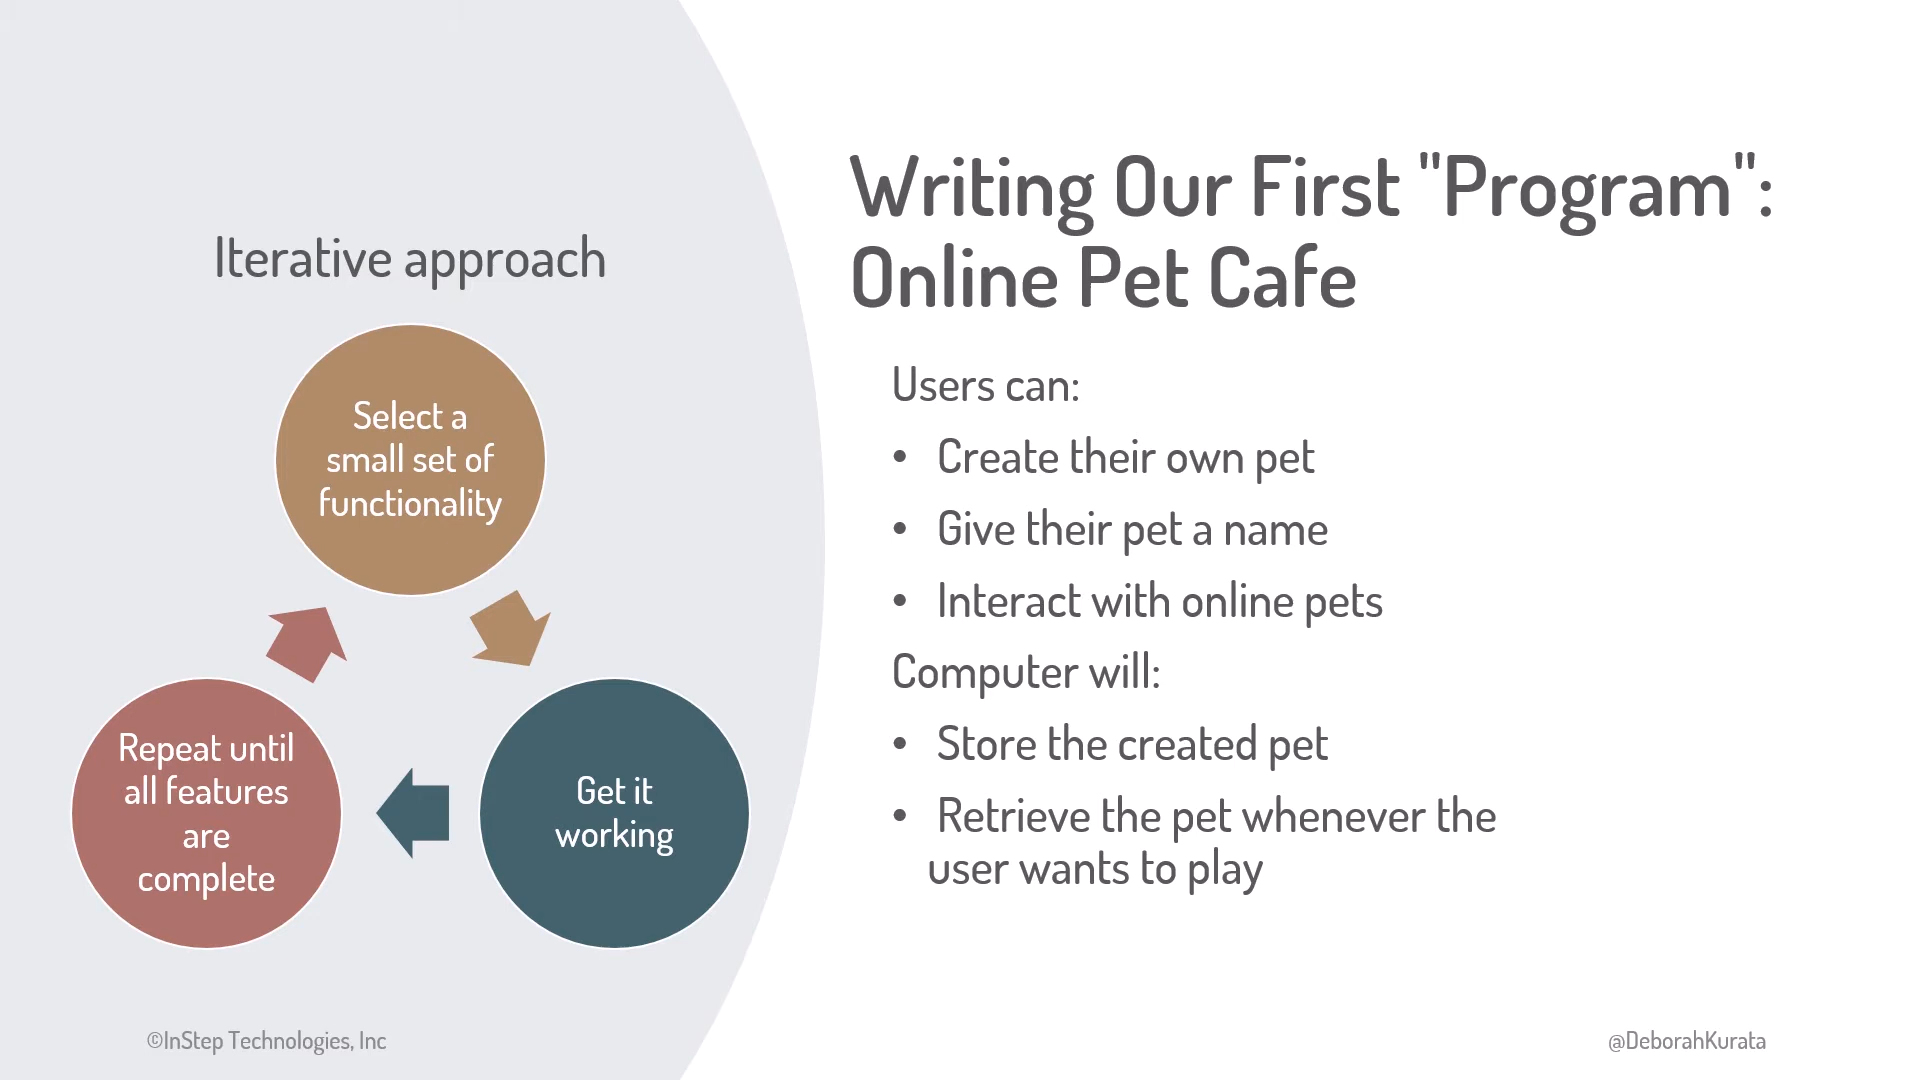 Iterative approach
Select a
small set of
functionality
Get it
working
Repeat until
all features
are
complete
Writing Our First "Program":
Online Pet Cafe
Users can:
• Create their own pet
• Give their pet a name
• Interact with online pets
Computer will:
• Store the created pet
• Retrieve the pet whenever the
user wants to play
©InStep Technologies, Inc
@DeborahKurata